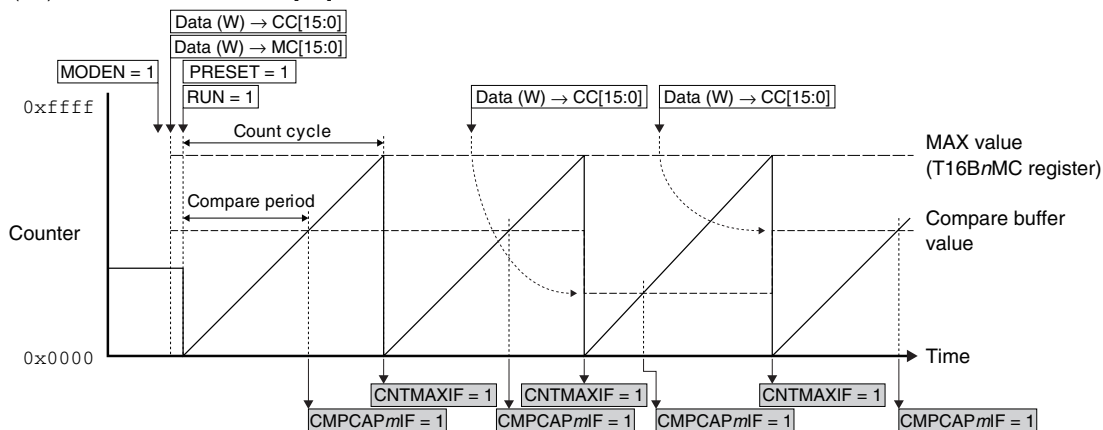 Data (W) → CC[15:0]
Data (W) → MC[15:0]
MODEN = 1
PRESET = 1
RUN = 1
Data (W) → CC[15:0]
Data (W) → CC[15:0]
0xffff
Count cycle
MAX value
(T16BnMC register)
Compare period
Counter
Compare buffer
value
0x0000
Time
CNTMAXIF = 1
CNTMAXIF = 1
CNTMAXIF = 1
CMPCAPmIF = 1
CMPCAPmIF = 1
CMPCAPmIF = 1
CMPCAPmIF = 1